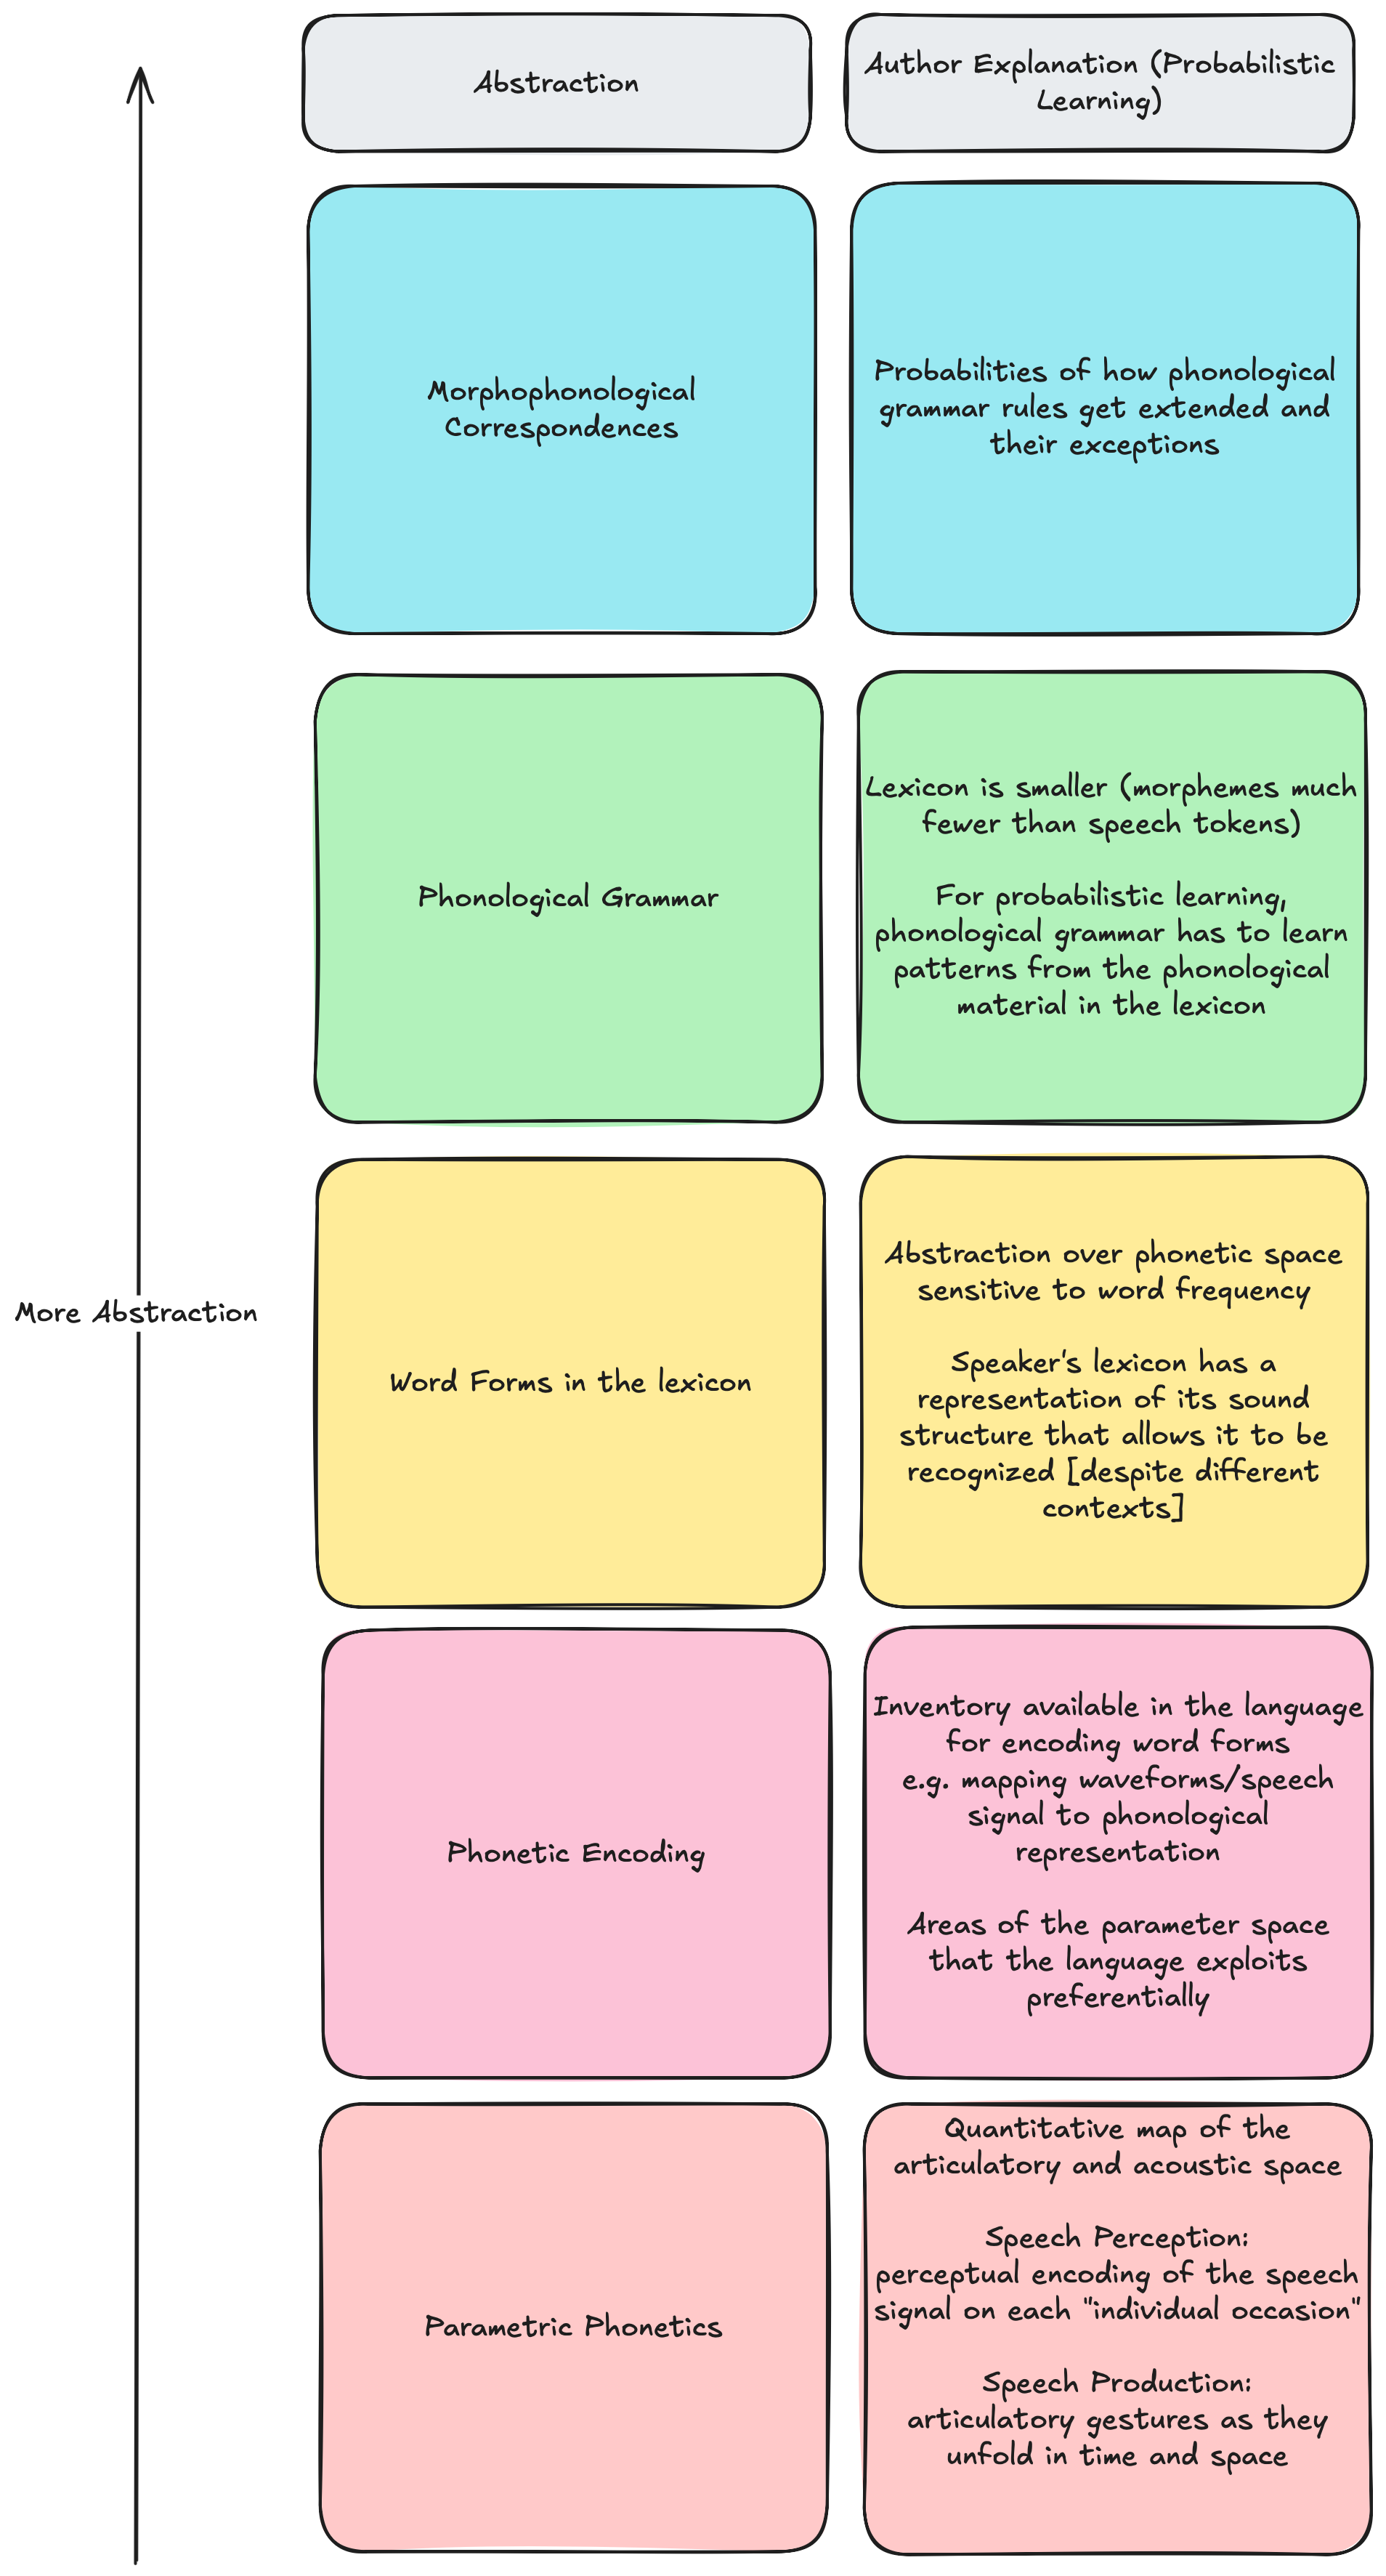 Abstraction
Author Explanation (Probabilistic
Learning)
Morphophonological
Correspondences
Probabilities of how phonological
grammar rules get extended and
their exceptions
Phonological Grammar
Lexicon is smaller (morphemes much
fewer than speech tokens)
For probabilistic learning,
phonological grammar has to learn
patterns from the phonological
material in the lexicon
More Abstraction
Word Forms in the lexicon
Abstraction over phonetic space
sensitive to word frequency
Speaker's lexicon has a
representation of its sound
structure that allows it to be
recognized [despite different
contexts]
Phonetic Encoding
Inventory available in the language
for encoding word forms
e.g. mapping waveforms/speech
signal to phonological
representation
Areas of the parameter space
that the language exploits
preferentially
Parametric Phonetics
Quantitative map of the
articulatory and acoustic space
Speech Perception:
perceptual encoding of the speech
signal on each "individual occasion"
Speech Production:
articulatory gestures as they
unfold in time and space